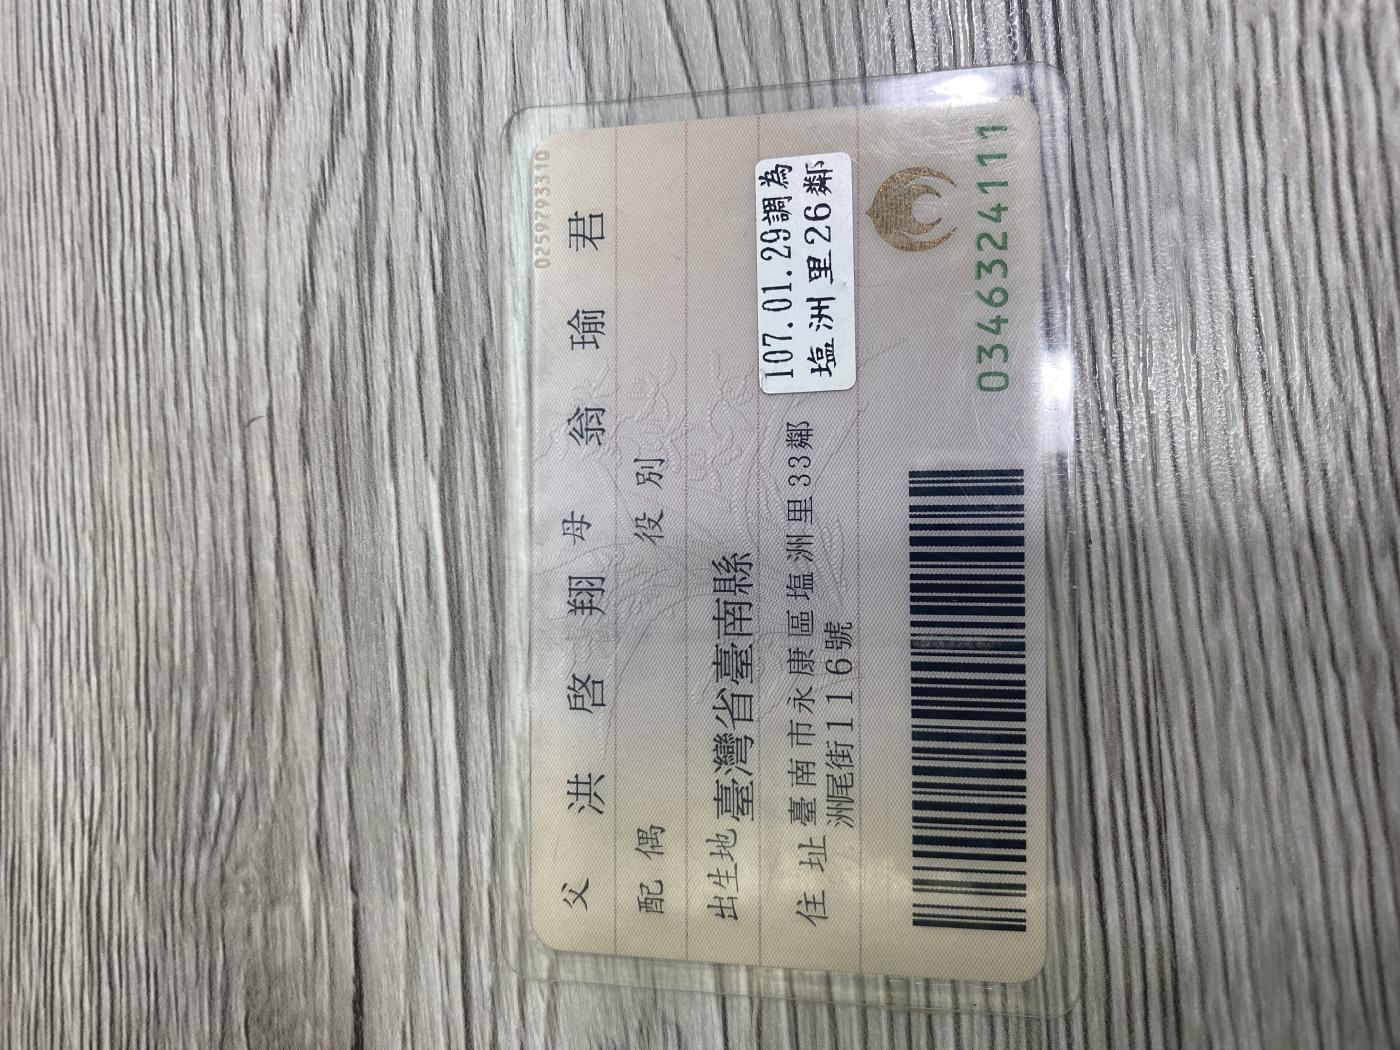 0259793310
父 洪 啓 翔 母 翁 瑜 君
配偶 役別
出生地 臺灣省臺南縣
住址 臺南市永康區塩洲里33鄰
洲尾街116號
107.01.29調為
塩洲里26鄰
0346324111